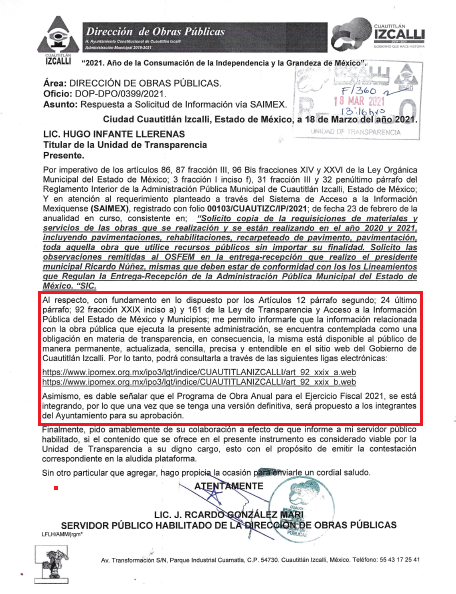 CUAUTITLÁN
IZCALLI
Dirección de Obras Públicas
H. Ayuntamiento Constitucional de Cuautitlán Izcalli
Administración Municipal 2019-2021
CUAUTITLÁN
IZCALLI
"2021. Año de la Consumación de la Independencia y la Grandeza de México".
Área: DIRECCIÓN DE OBRAS PÚBLICAS.
Oficio: DOP-DPO/0399/2021.
Asunto: Respuesta a Solicitud de Información vía SAIMEX.
F/360
18 MAR 2021
13:16hrs
UNIDAD DE TRANSPARENCIA
Ciudad Cuautitlán Izcalli, Estado de México, a 18 de Marzo del año 2021.
LIC. HUGO INFANTE LLERENAS
Titular de la Unidad de Transparencia
Presente.
Por imperativo de los artículos 86, 87 fracción III, 96 Bis fracciones XIV y XXVI de la Ley Orgánica
Municipal del Estado de México; 3 fracción I inciso f), 31 fracción III y 32 penúltimo párrafo del
Reglamento Interior de la Administración Pública Municipal de Cuautitlán Izcalli, Estado de México;
Y en atención al requerimiento planteado a través del Sistema de Acceso a la Información
Mexiquense (SAIMEX), registrado con folio 00103/CUAUTIZC/IP/2021; de fecha 23 de febrero de la
anualidad en curso, consistente en; "Solicito copia de la requisiciones de materiales y
servicios de las obras que se realización y se están realizando en el año 2020 y 2021,
incluyendo pavimentaciones, rehabilitaciones, recarpeteado de pavimento, pavimentación,
toda aquella obra que utilice recursos públicos sin importar su finalidad. Solicito las
observaciones remitidas al OSFEM en la entrega-recepción que realizo el presidente
municipal Ricardo Núñez, mismas que deben estar de conformidad con los los Lineamientos
que Regulan la Entrega-Recepción de la Administración Pública Municipal del Estado de
México. "SIC.
Al respecto, con fundamento en lo dispuesto por los Artículos 12 párrafo segundo; 24 último
párrafo; 92 fracción XXIX inciso a) y 161 de la Ley de Transparencia y Acceso a la Información
Pública del Estado de México y Municipios; me permito informarle que la información relacionada
con la obra pública que ejecuta la presente administración, se encuentra contemplada como una
obligación en materia de transparencia, en consecuencia, la misma está disponible al público de
manera permanente, actualizada, sencilla, precisa y entendible en el sitio web del Gobierno de
Cuautitlán Izcalli. Por lo tanto, podrá consultarla a través de las siguientes ligas electrónicas:
https://www.ipomex.org.mx/ipo3/lgt/indice/CUAUTITLANIZCALLI/art_92_xxix_a.web
https://www.ipomex.org.mx/ipo3/lgt/indice/CUAUTITLANIZCALLI/art_92_xxix_b.web
Asimismo, es dable señalar que el Programa de Obra Anual para el Ejercicio Fiscal 2021, se está
integrando, por lo que una vez que se tenga una versión definitiva, será propuesto a los integrantes
del Ayuntamiento para su aprobación.
Finalmente, pido amablemente de su colaboración a efecto de que informe a mi servidor público
habilitado, si el contenido que se ofrece en el presente instrumento es considerado viable por la
Unidad de Transparencia a su digno cargo, esto con el propósito de emitir la contestación
correspondiente en la aludida plataforma.
Sin otro particular que agregar, hago propicia la ocasión para enviarle un cordial saludo.
ATENTAMENTE
LIC. J. RCARDO GONZÁLEZ MARI
SERVIDOR PÚBLICO HABILITADO DE LA DIRECCIÓN DE OBRAS PÚBLICAS
LFLH/AMM/rgm*
Av. Transformación S/N, Parque Industrial Cuamatla, C.P. 54730. Cuautitlán Izcalli, México, Teléfono: 55 43 17 25 41